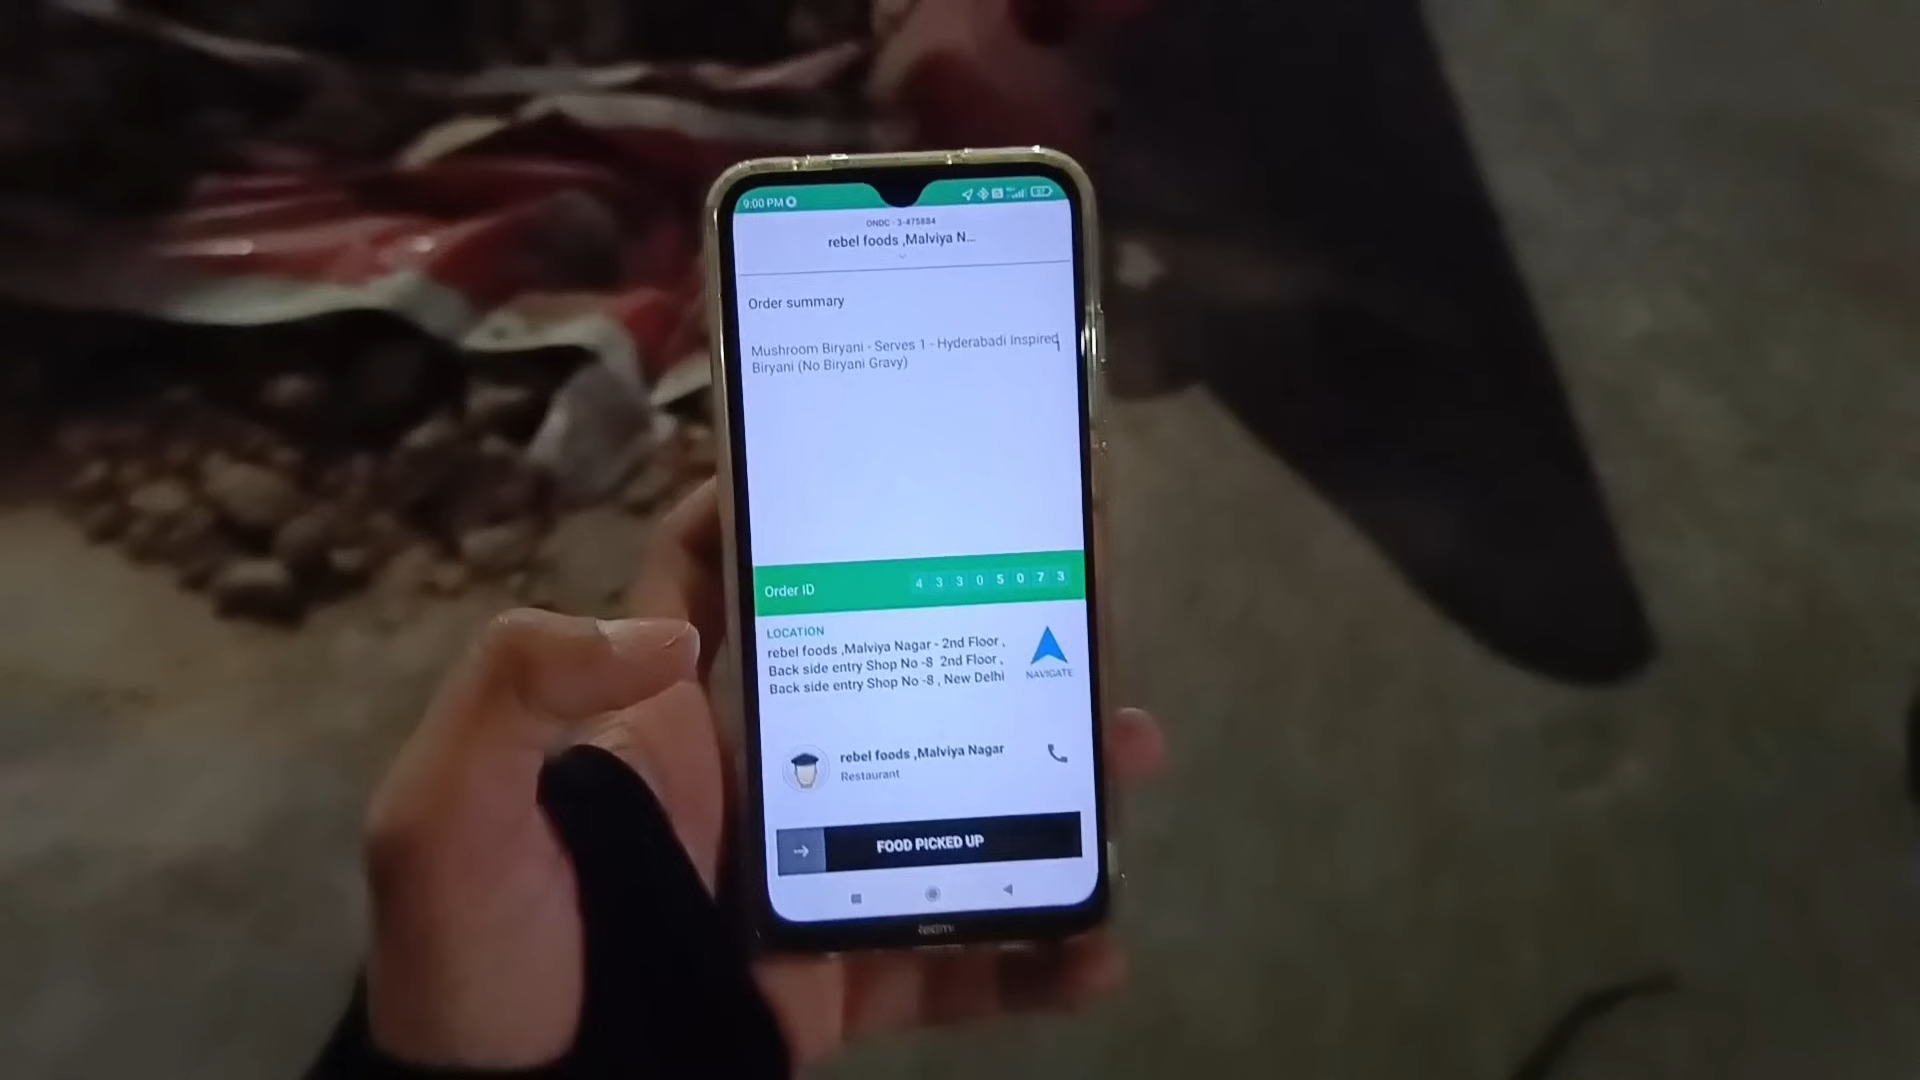 9:00 PM
ONDC - 3-475884
rebel foods ,Malviya N...
Order summary
Mushroom Biryani - Serves 1 - Hyderabadi Inspired 1
Biryani (No Biryani Gravy)
Order ID 4 3 3 0 5 0 7 3
LOCATION
rebel foods ,Malviya Nagar - 2nd Floor ,
Back side entry Shop No -8 2nd Floor ,
Back side entry Shop No -8 , New Delhi
NAVIGATE
rebel foods ,Malviya Nagar
Restaurant
FOOD PICKED UP
Redmi